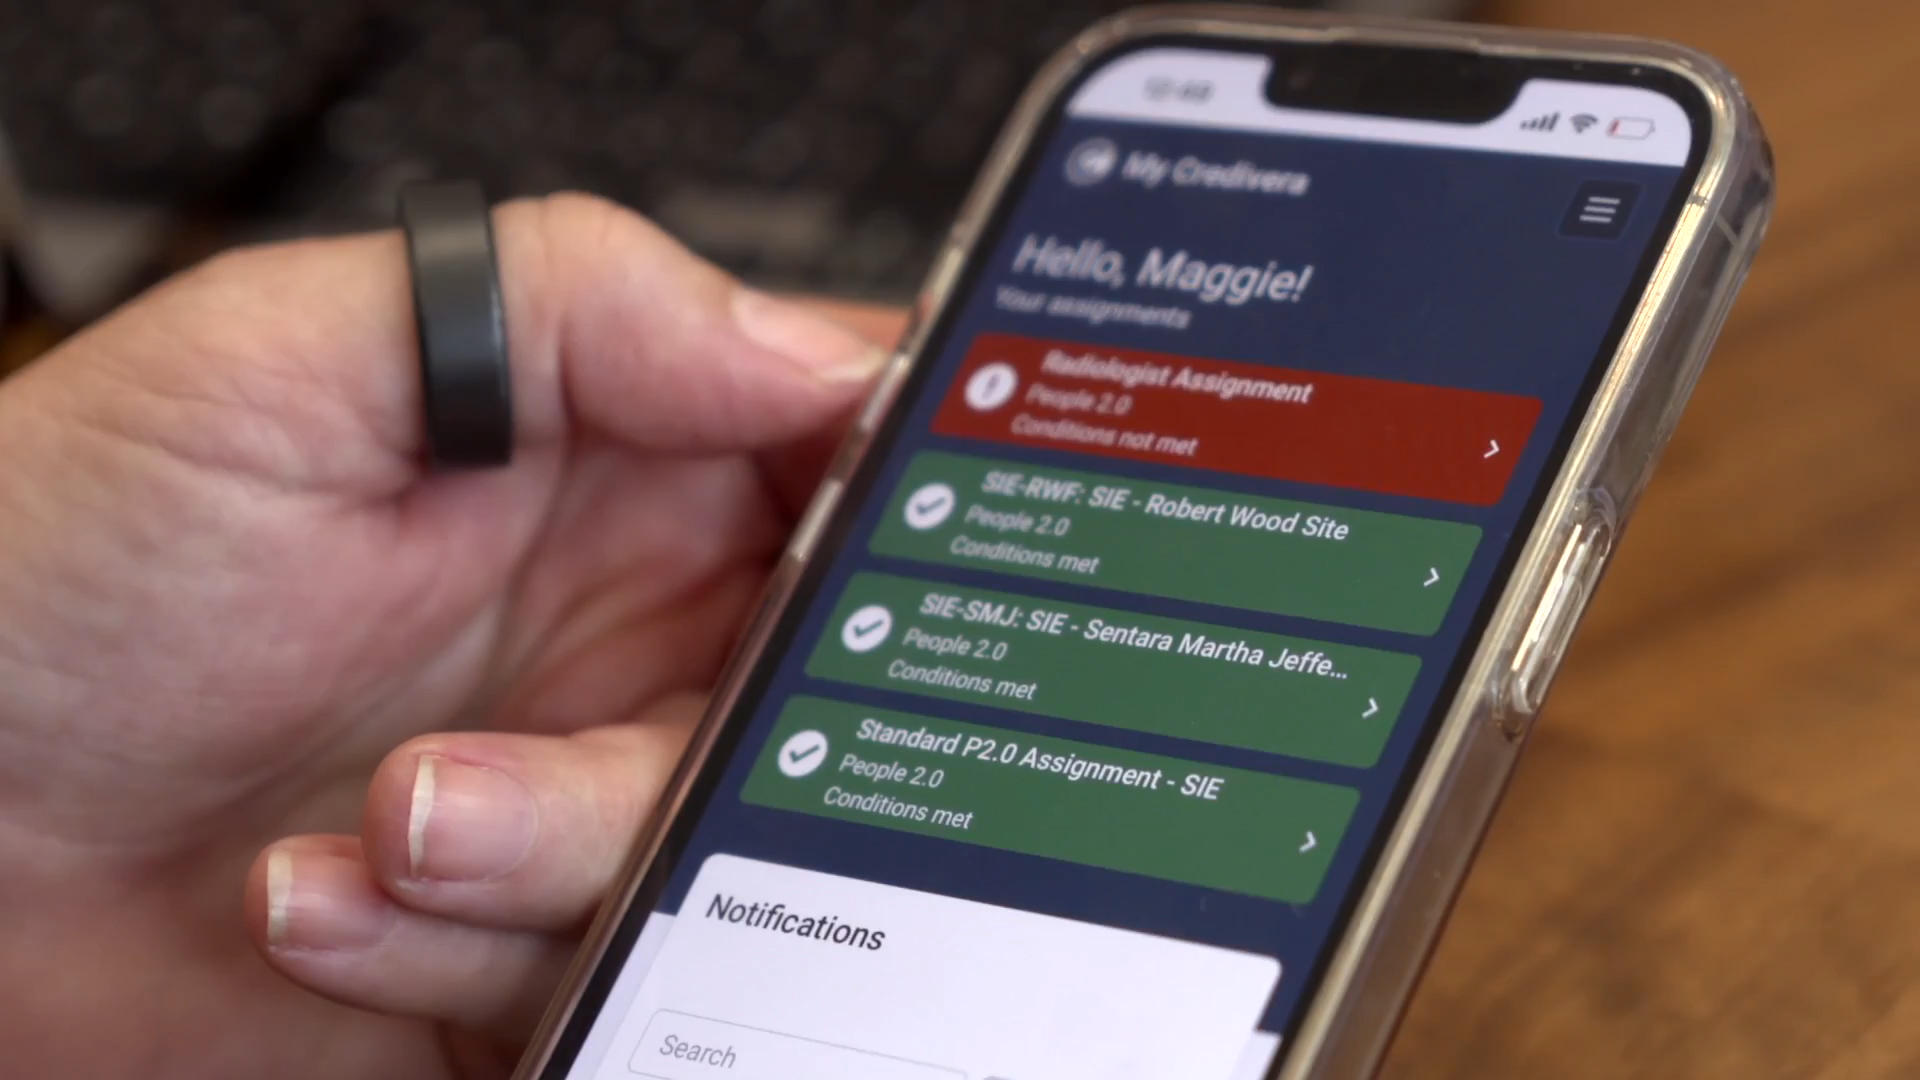 12:48
My Credivera
Hello, Maggie!
Your assignments
Radiologist Assignment
People 2.0
Conditions not met
SIE-RWF: SIE - Robert Wood Site
People 2.0
Conditions met
SIE-SMJ: SIE - Sentara Martha Jeffe...
People 2.0
Conditions met
Standard P2.0 Assignment - SIE
People 2.0
Conditions met
Notifications
Search